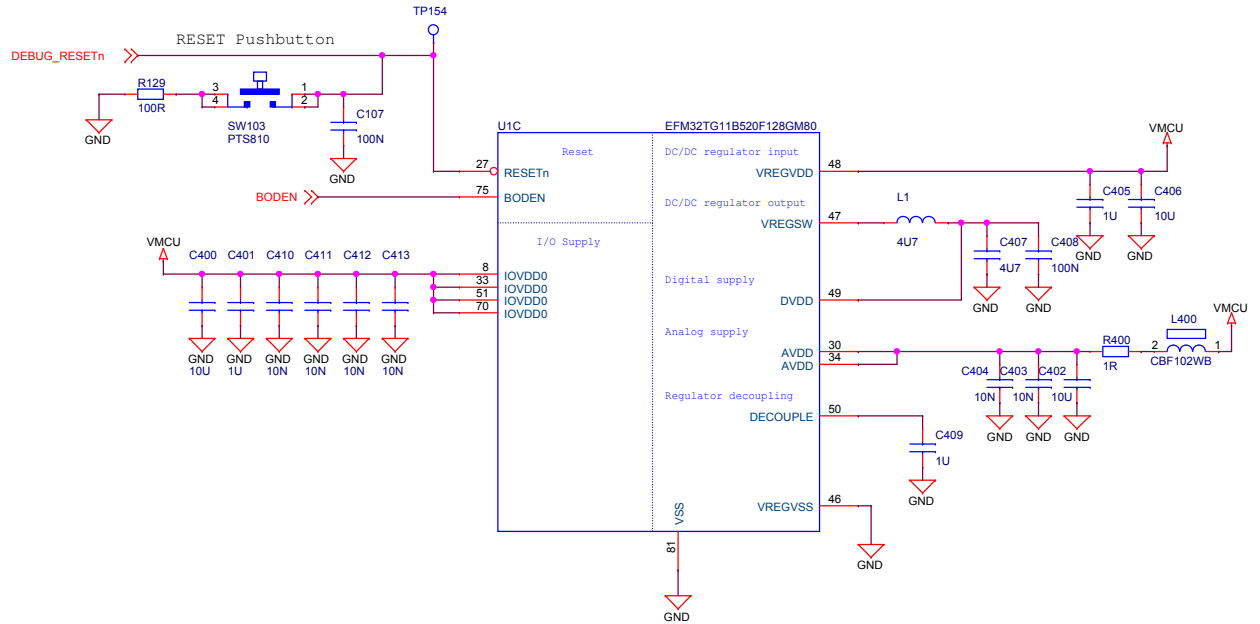 TP154
RESET Pushbutton
DEBUG_RESETn
R129
100R
3
4
1
2
SW103
PTS810
C107
100N
GND
GND
U1C
EFM32TG11B520F128GM80
Reset
DC/DC regulator input
VMCU
27
RESETn
VREGVDD
48
75
BODEN
BODEN
C405
1U
C406
10U
GND
GND
DC/DC regulator output
VREGSW
47
L1
4U7
C407
4U7
C408
100N
GND
GND
I/O Supply
VMCU
C400
C401
C410
C411
C412
C413
8
IOVDD0
33
IOVDD0
51
IOVDD0
70
IOVDD0
GND
GND
GND
GND
GND
GND
10U
1U
10N
10N
10N
10N
Digital supply
DVDD
49
Analog supply
AVDD
30
AVDD
34
VMCU
L400
R400
1R
2
1
CBF102WB
C404
10N
C403
10N
C402
10U
GND
GND
GND
Regulator decoupling
DECOUPLE
50
C409
1U
GND
VREGVSS
46
GND
VSS
81
GND